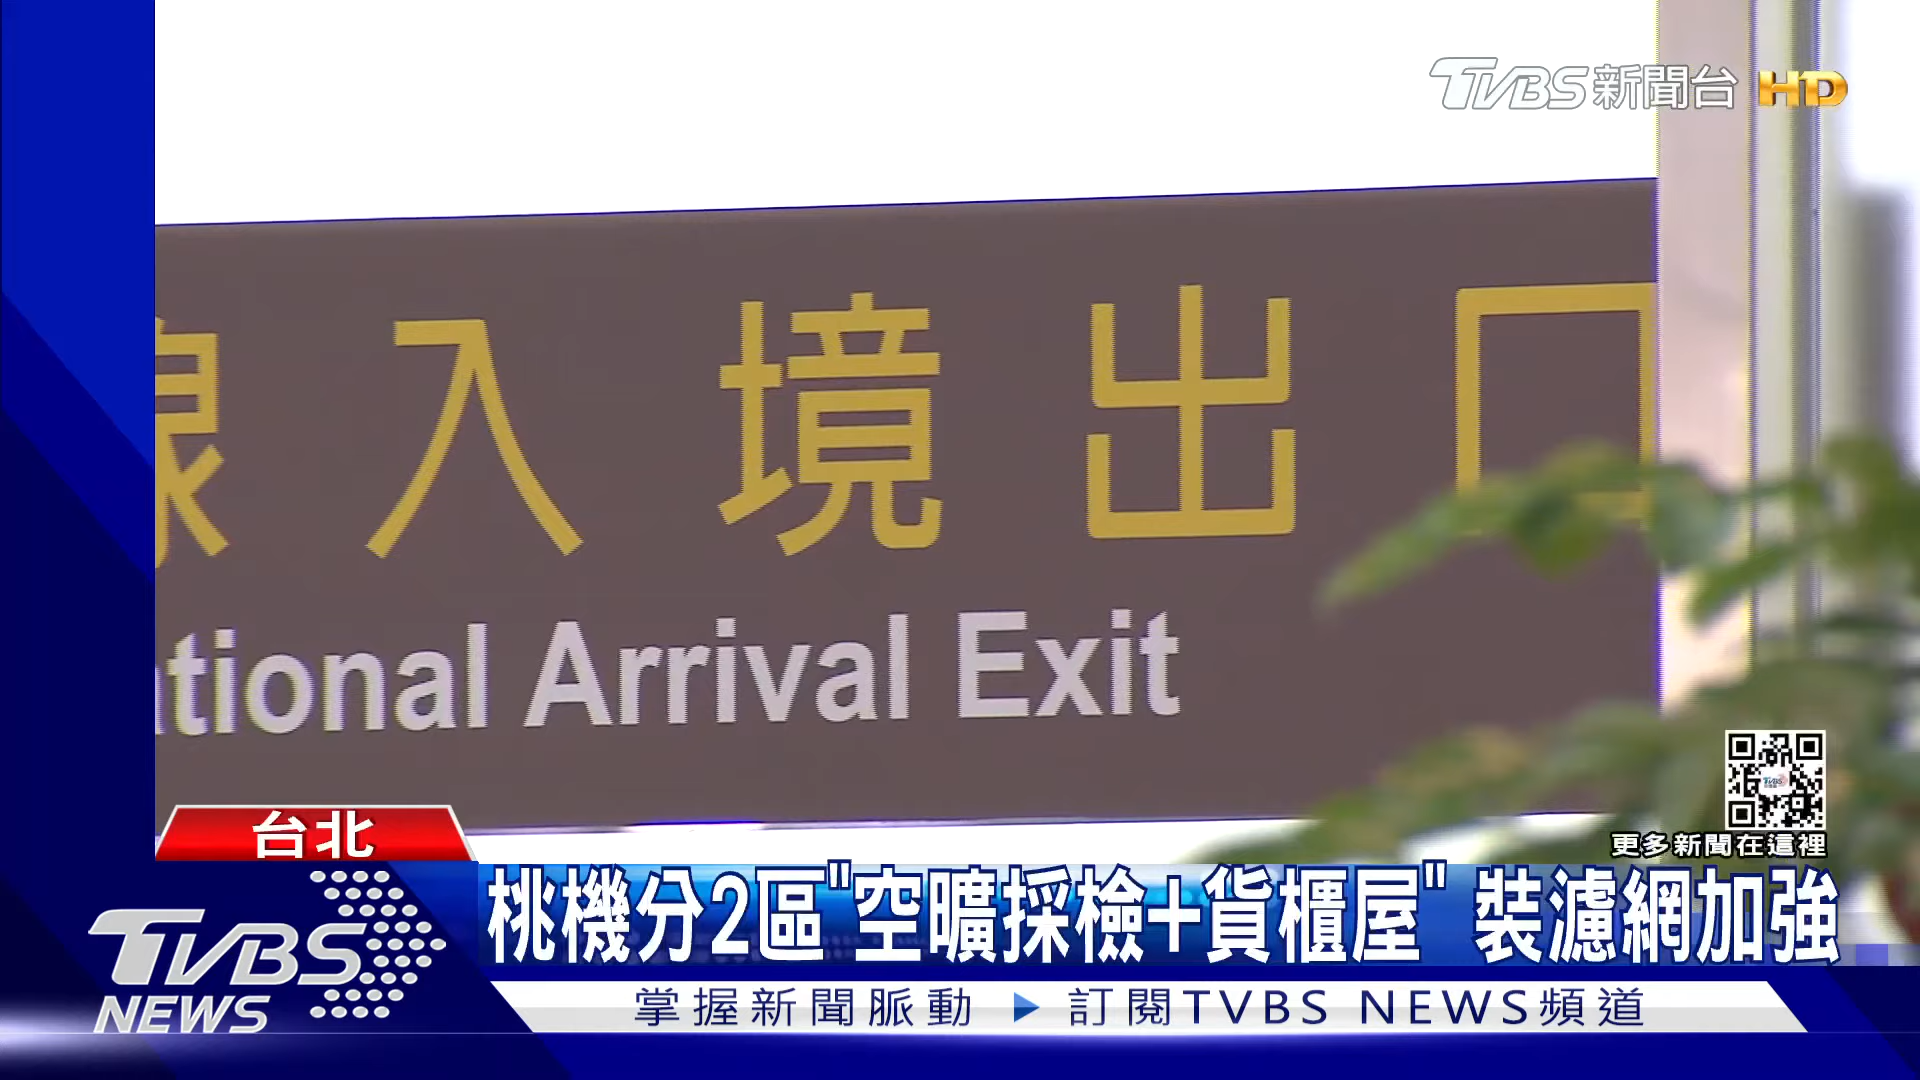 TVBS新聞台 HD
線入境出口
ational Arrival Exit
更多新聞在這裡
台北
桃機分2區"空曠採檢+貨櫃屋" 裝濾網加強
TVBS NEWS
掌握新聞脈動 ▶ 訂閱TVBS NEWS頻道